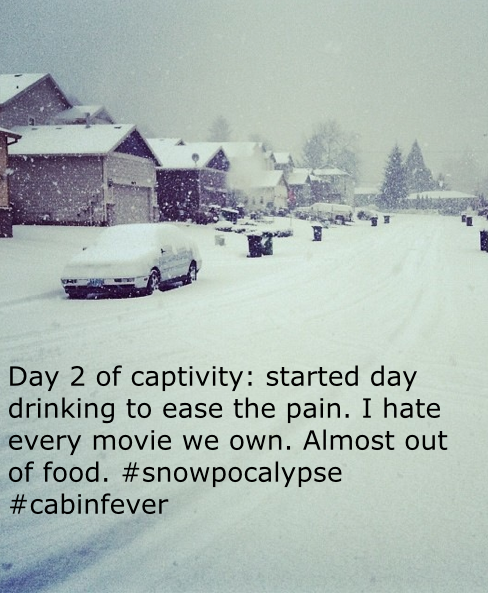 Day 2 of captivity: started day
drinking to ease the pain. I hate
every movie we own. Almost out
of food. #snowpocalypse
#cabinfever